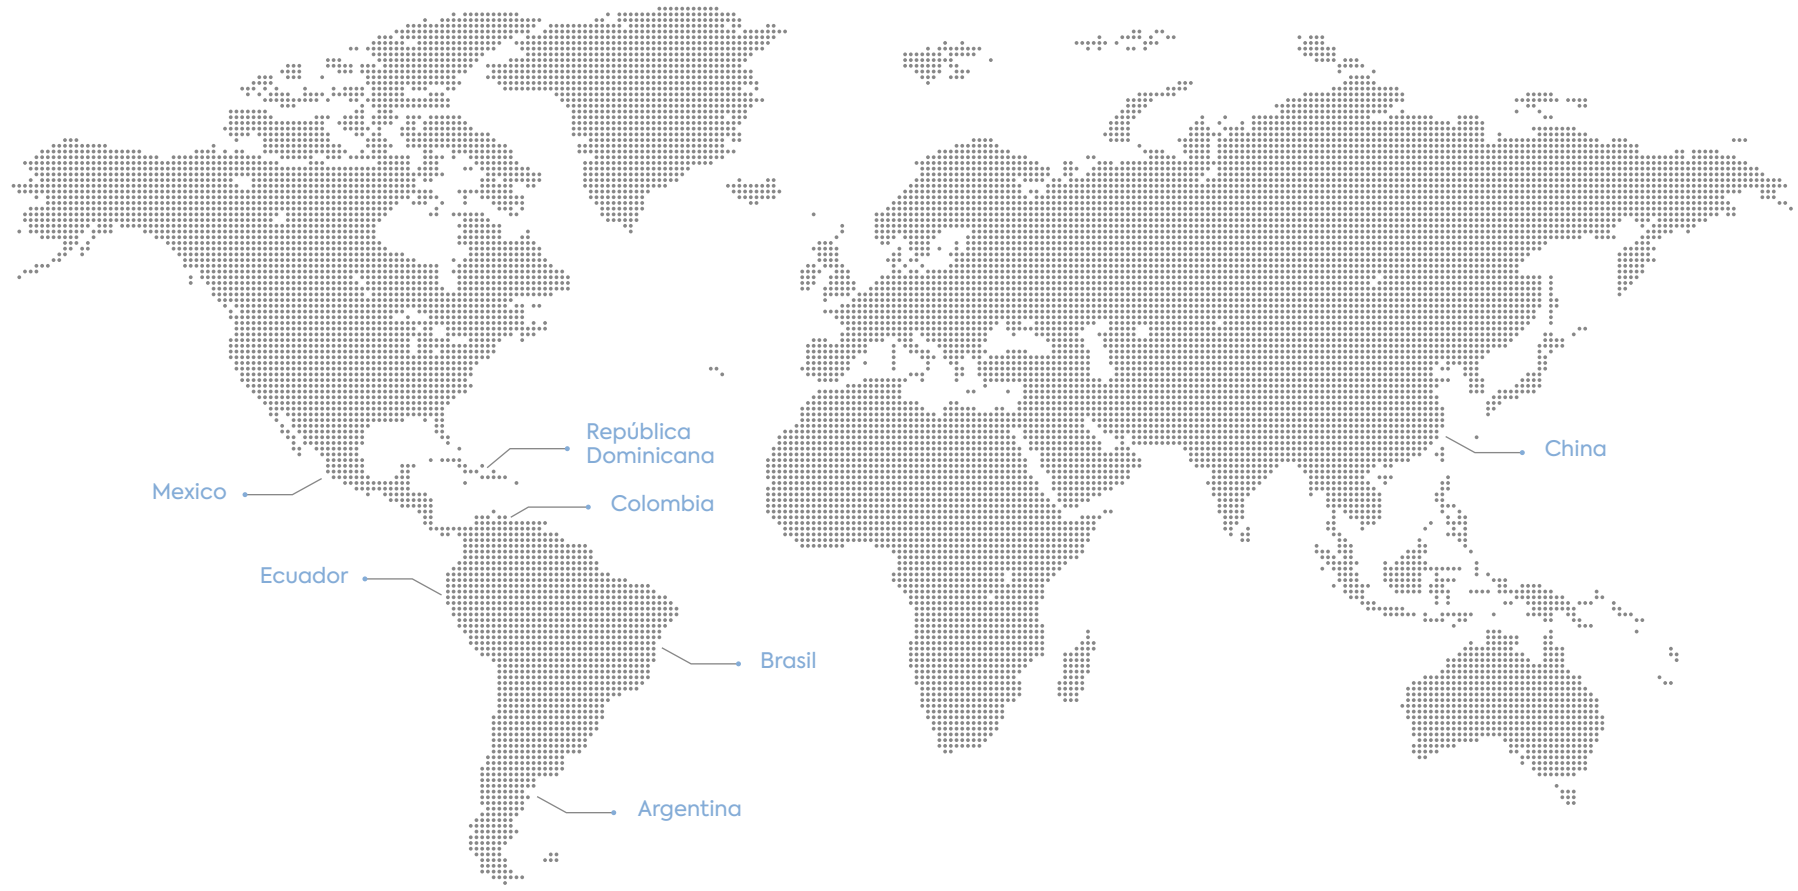 República
Dominicana
China
Mexico
Colombia
Ecuador
Brasil
Argentina